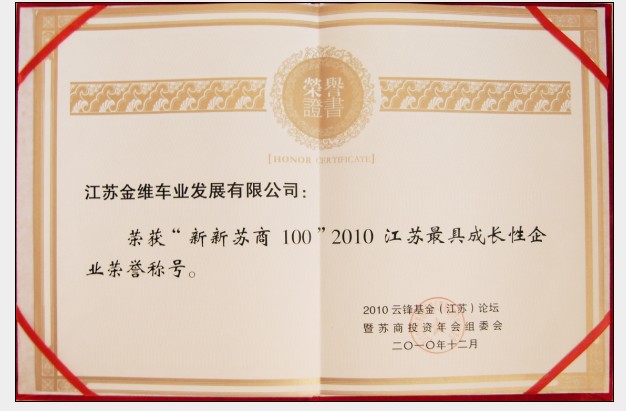 榮譽
證書
[HONOR CERTIFICATE]
江苏金维车业发展有限公司：
荣获“新新苏商 100”2010 江苏最具成长性企
业荣誉称号。
2010 云锋基金（江苏）论坛
暨苏商投资年会组委会
二〇一〇年十二月